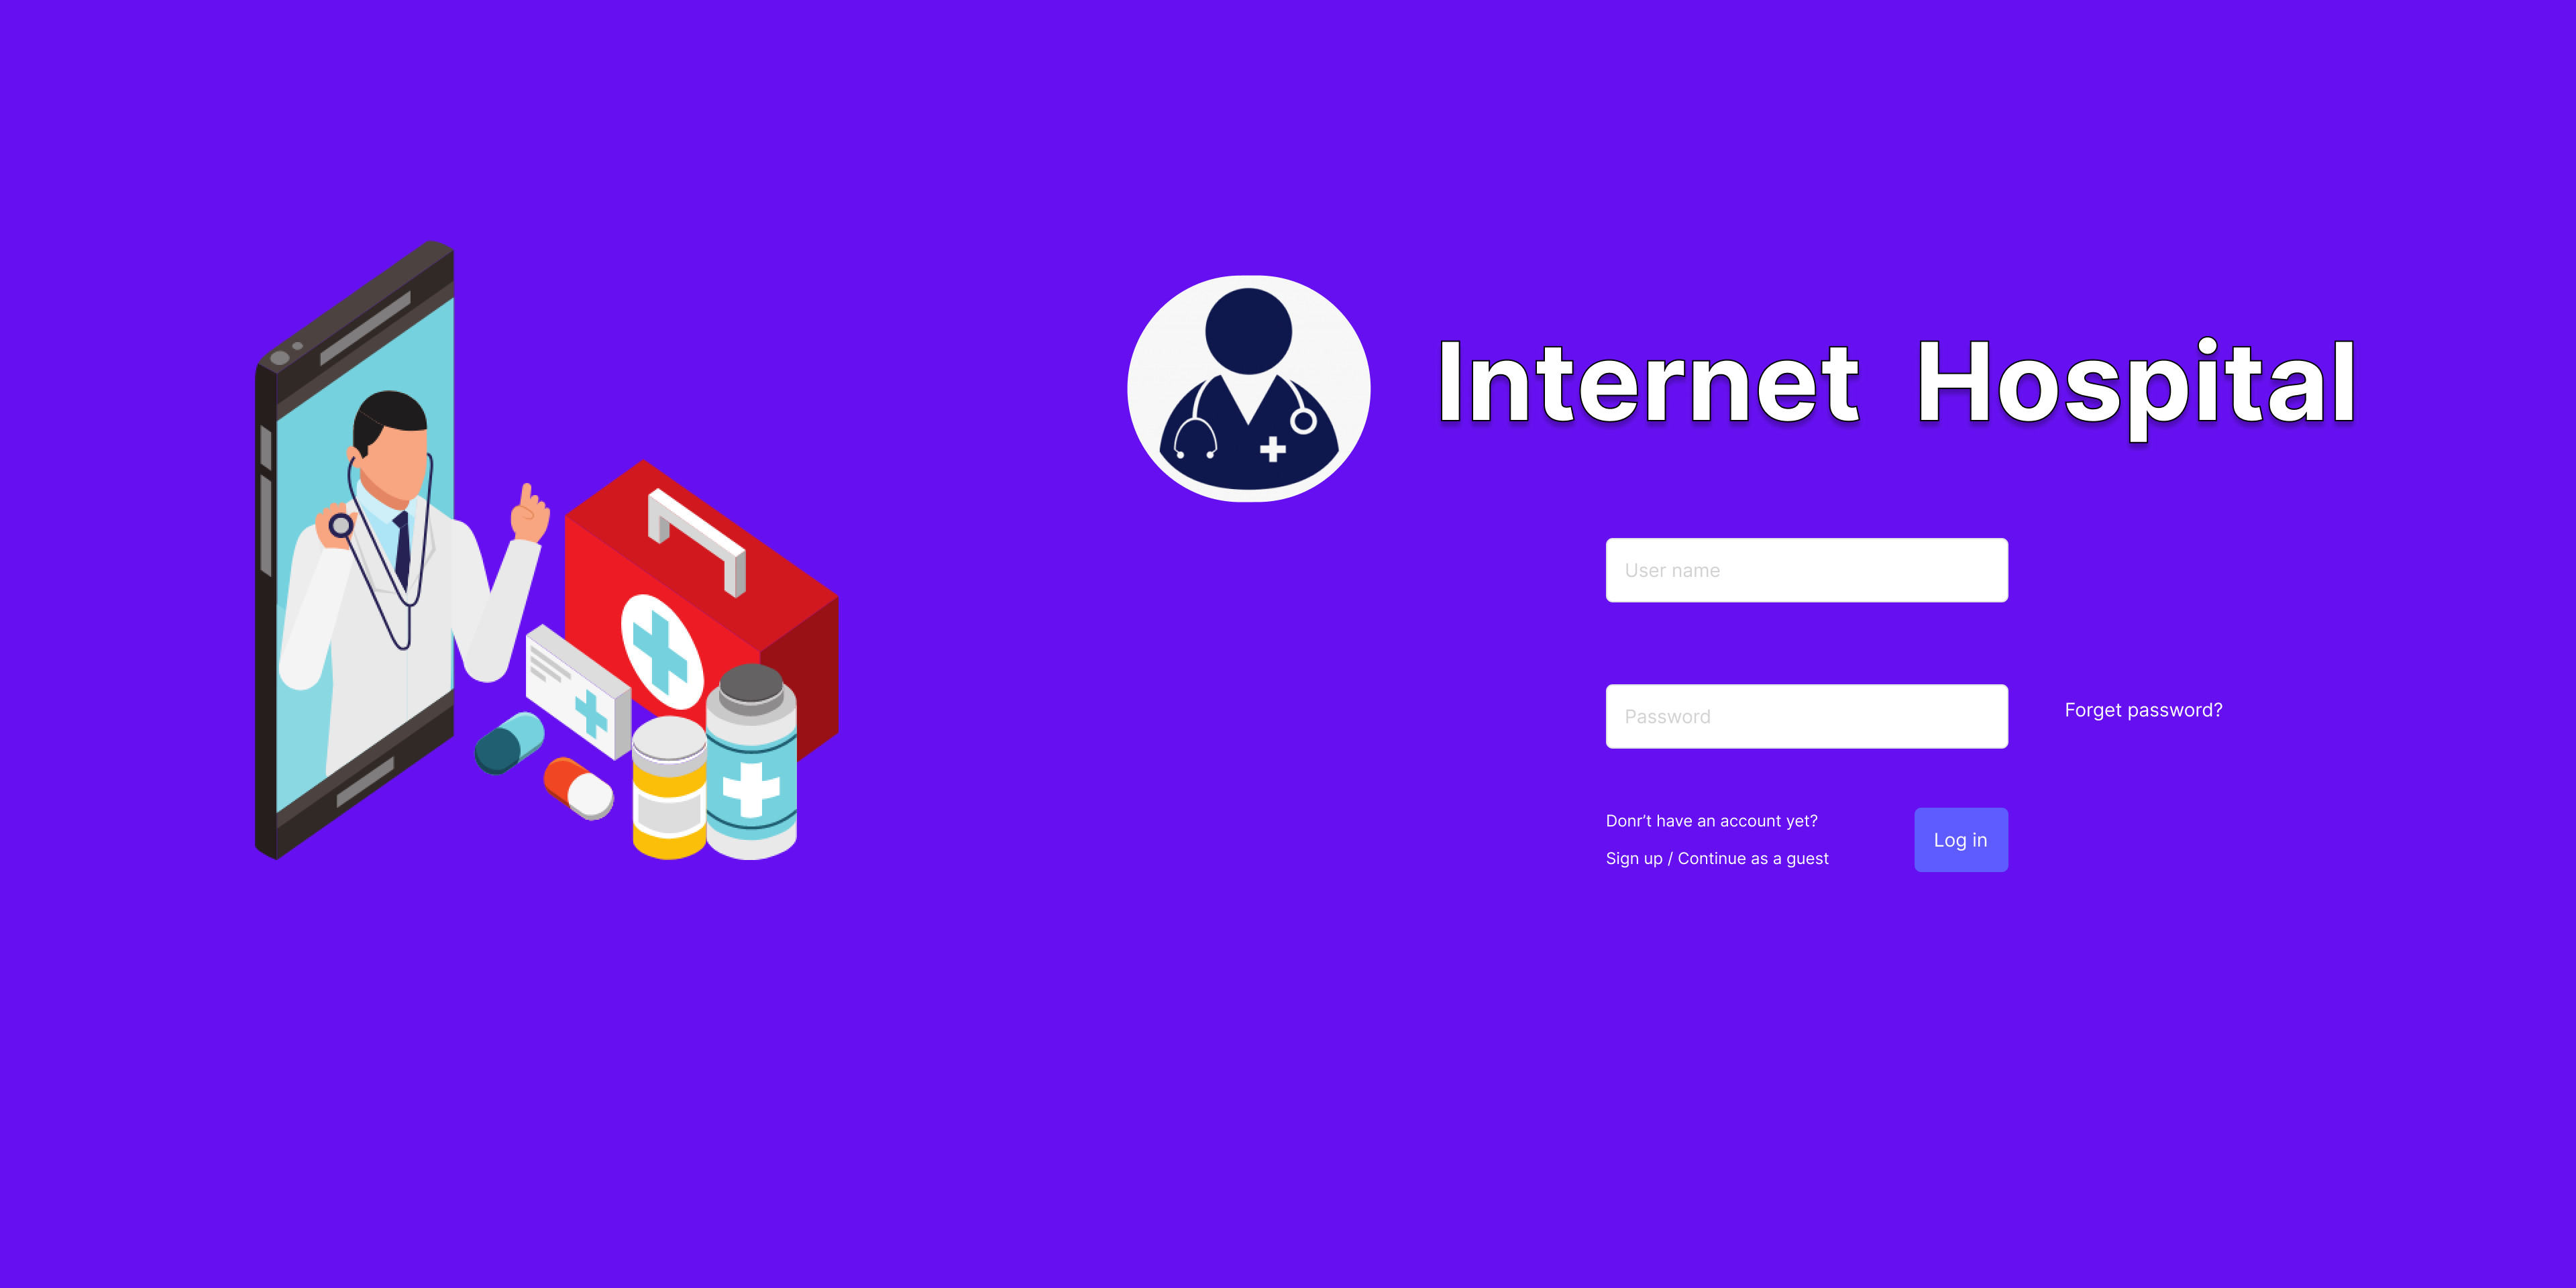 Internet Hospital
User name
Password
Forget password?
Donr’t have an account yet?
Sign up / Continue as a guest
Log in